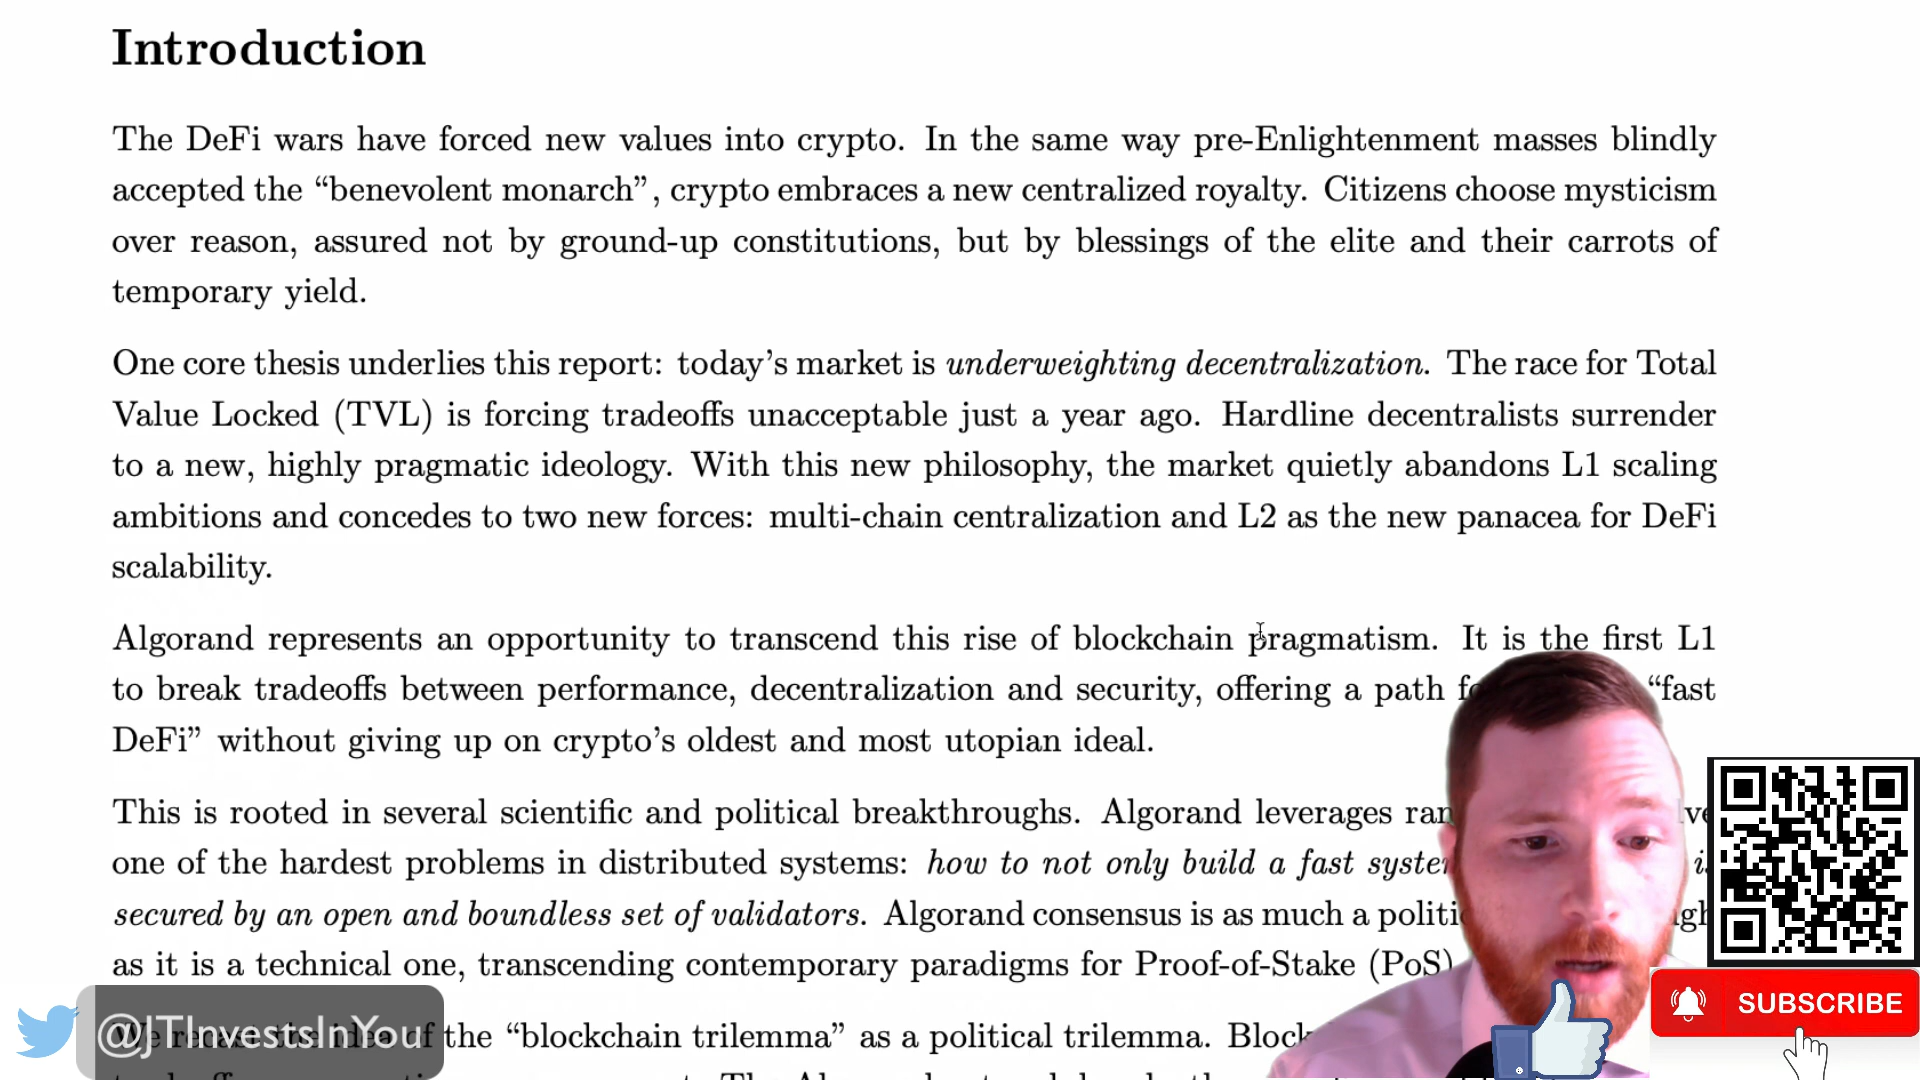 Introduction
The DeFi wars have forced new values into crypto. In the same way pre-Enlightenment masses blindly
accepted the “benevolent monarch”, crypto embraces a new centralized royalty. Citizens choose mysticism
over reason, assured not by ground-up constitutions, but by blessings of the elite and their carrots of
temporary yield.
One core thesis underlies this report: today’s market is underweighting decentralization. The race for Total
Value Locked (TVL) is forcing tradeoffs unacceptable just a year ago. Hardline decentralists surrender
to a new, highly pragmatic ideology. With this new philosophy, the market quietly abandons L1 scaling
ambitions and concedes to two new forces: multi-chain centralization and L2 as the new panacea for DeFi
scalability.
Algorand represents an opportunity to transcend this rise of blockchain pragmatism. It is the first L1
to break tradeoffs between performance, decentralization and security, offering a path “fast
DeFi” without giving up on crypto’s oldest and most utopian ideal.
This is rooted in several scientific and political breakthroughs. Algorand leverages
one of the hardest problems in distributed systems: how to not only build a fast
secured by an open and boundless set of validators. Algorand consensus is as much a
as it is a technical one, transcending contemporary paradigms for Proof-of-Stake (PoS)
the “blockchain trilemma” as a political trilemma.
@JTInvestsInYou
SUBSCRIBE